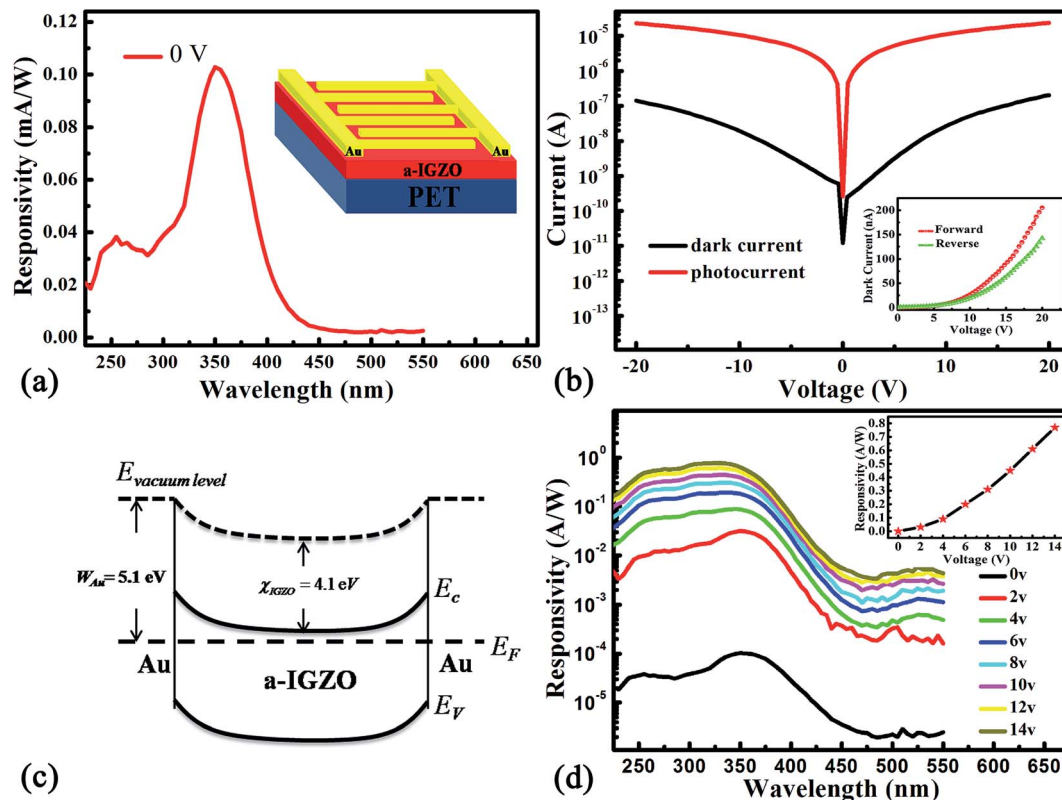 0.12
0.10
0.08
0.06
0.04
0.02
0.00
Responsivity (mA/W)
0 V
Au
Au
a-IGZO
PET
250 300 350 400 450 500 550 600 650
Wavelength (nm)
(a)
10⁻⁵
10⁻⁶
10⁻⁷
10⁻⁸
10⁻⁹
10⁻¹⁰
10⁻¹¹
10⁻¹²
10⁻¹³
Current (A)
dark current
photocurrent
200
150
100
50
0
Dark Current (nA)
Forward
Reverse
0 5 10 15 20
Voltage (V)
-20 -10 0 10 20
Voltage (V)
(b)
E vacuum level
W Au = 5.1 eV
χ IGZO = 4.1 eV
E c
E F
Au
Au
a-IGZO
E V
(c)
10⁰
10⁻¹
10⁻²
10⁻³
10⁻⁴
10⁻⁵
Responsivity (A/W)
0.8
0.7
0.6
0.5
0.4
0.3
0.2
0.1
0.0
Responsivity (A/W)
0 2 4 6 8 10 12 14
Voltage (V)
0v
2v
4v
6v
8v
10v
12v
14v
250 300 350 400 450 500 550 600 650
Wavelength (nm)
(d)